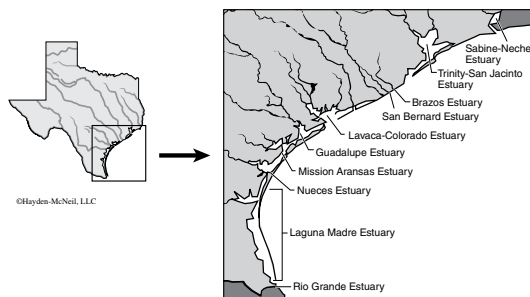 Sabine-Neche
Estuary
Trinity-San Jacinto
Estuary
Brazos Estuary
San Bernard Estuary
Lavaca-Colorado Estuary
Guadalupe Estuary
Mission Aransas Estuary
Nueces Estuary
©Hayden-McNeil, LLC
Laguna Madre Estuary
Rio Grande Estuary